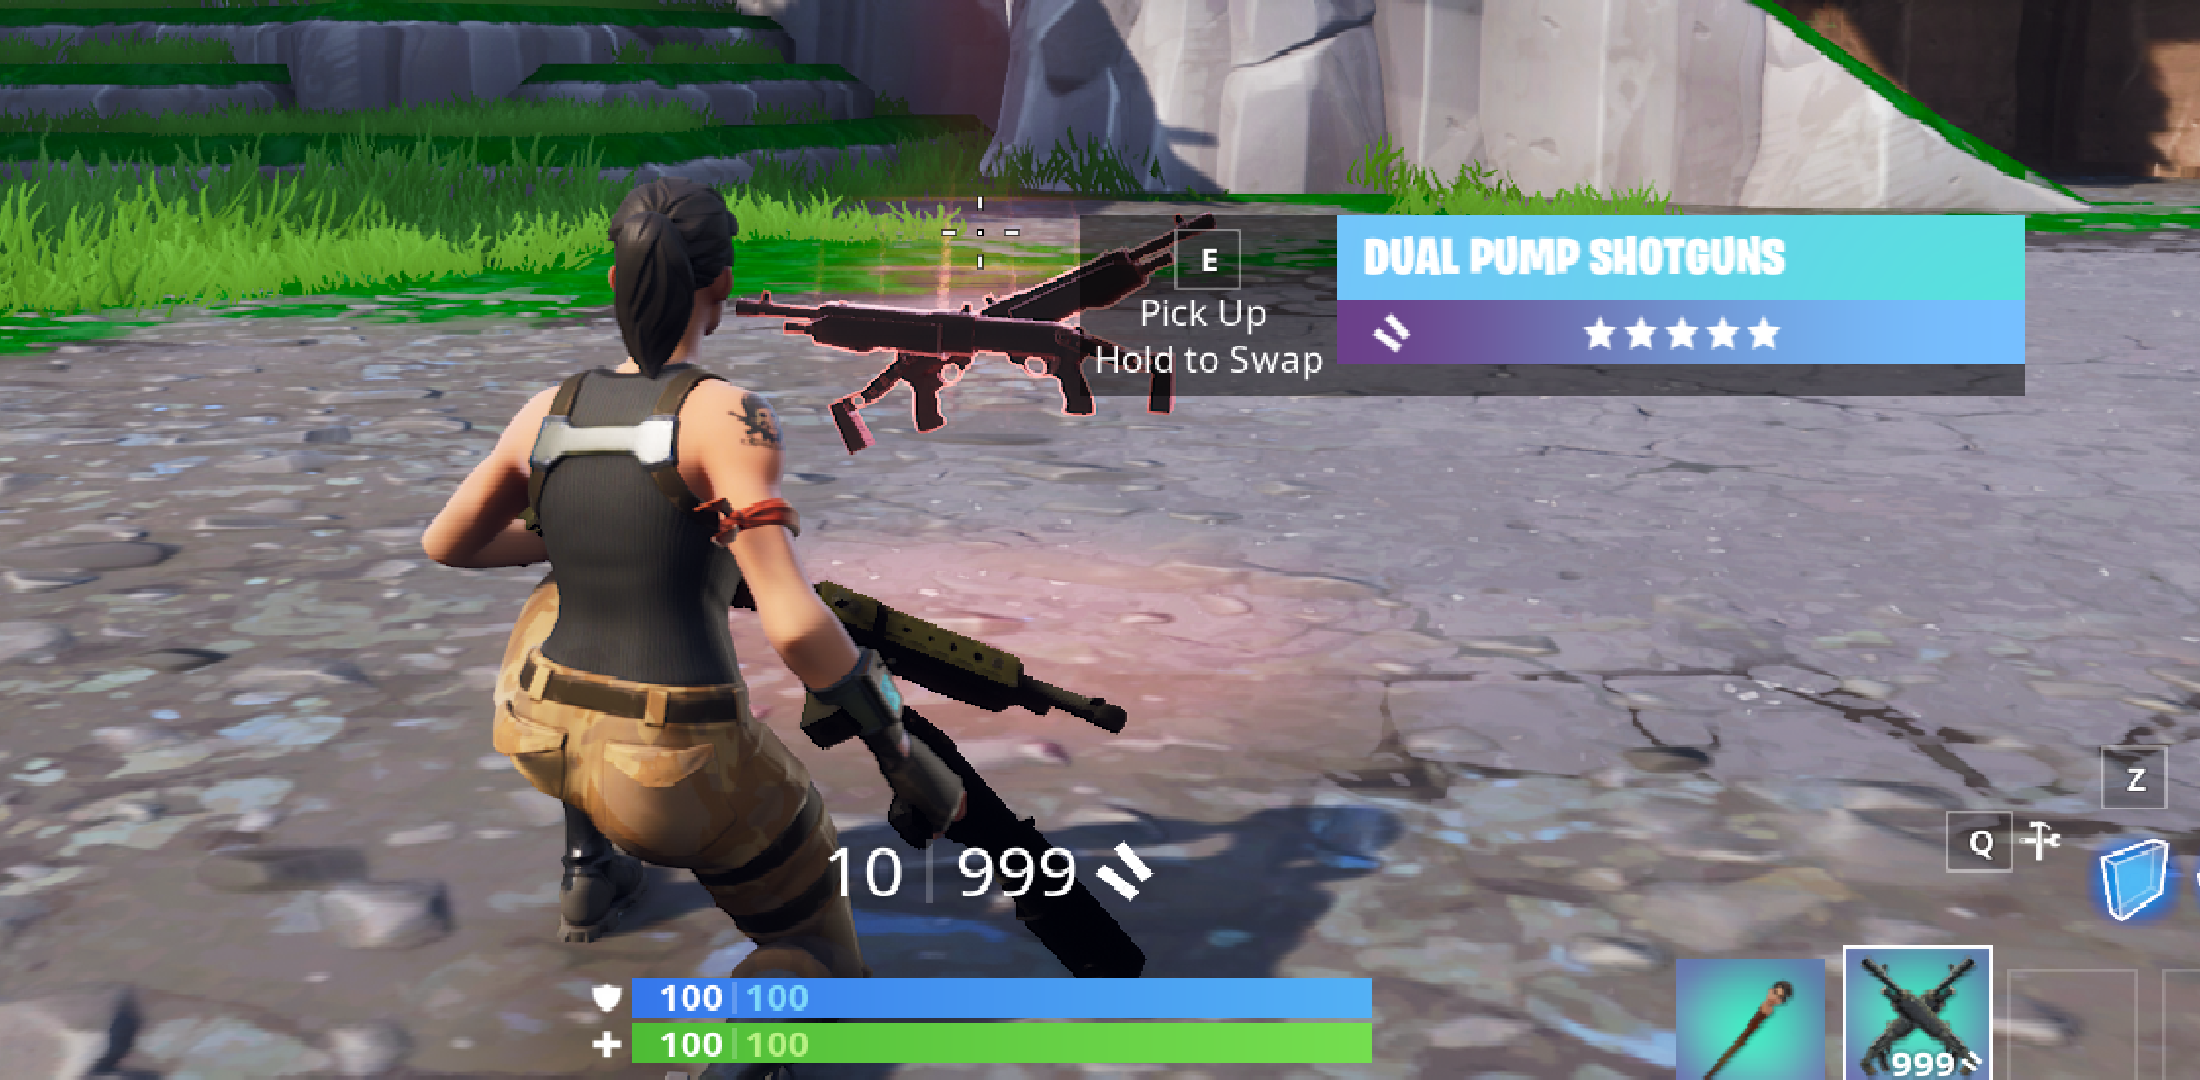 E
Pick Up
Hold to Swap
DUAL PUMP SHOTGUNS
Z
Q
10 | 999
100 | 100
100 | 100
999